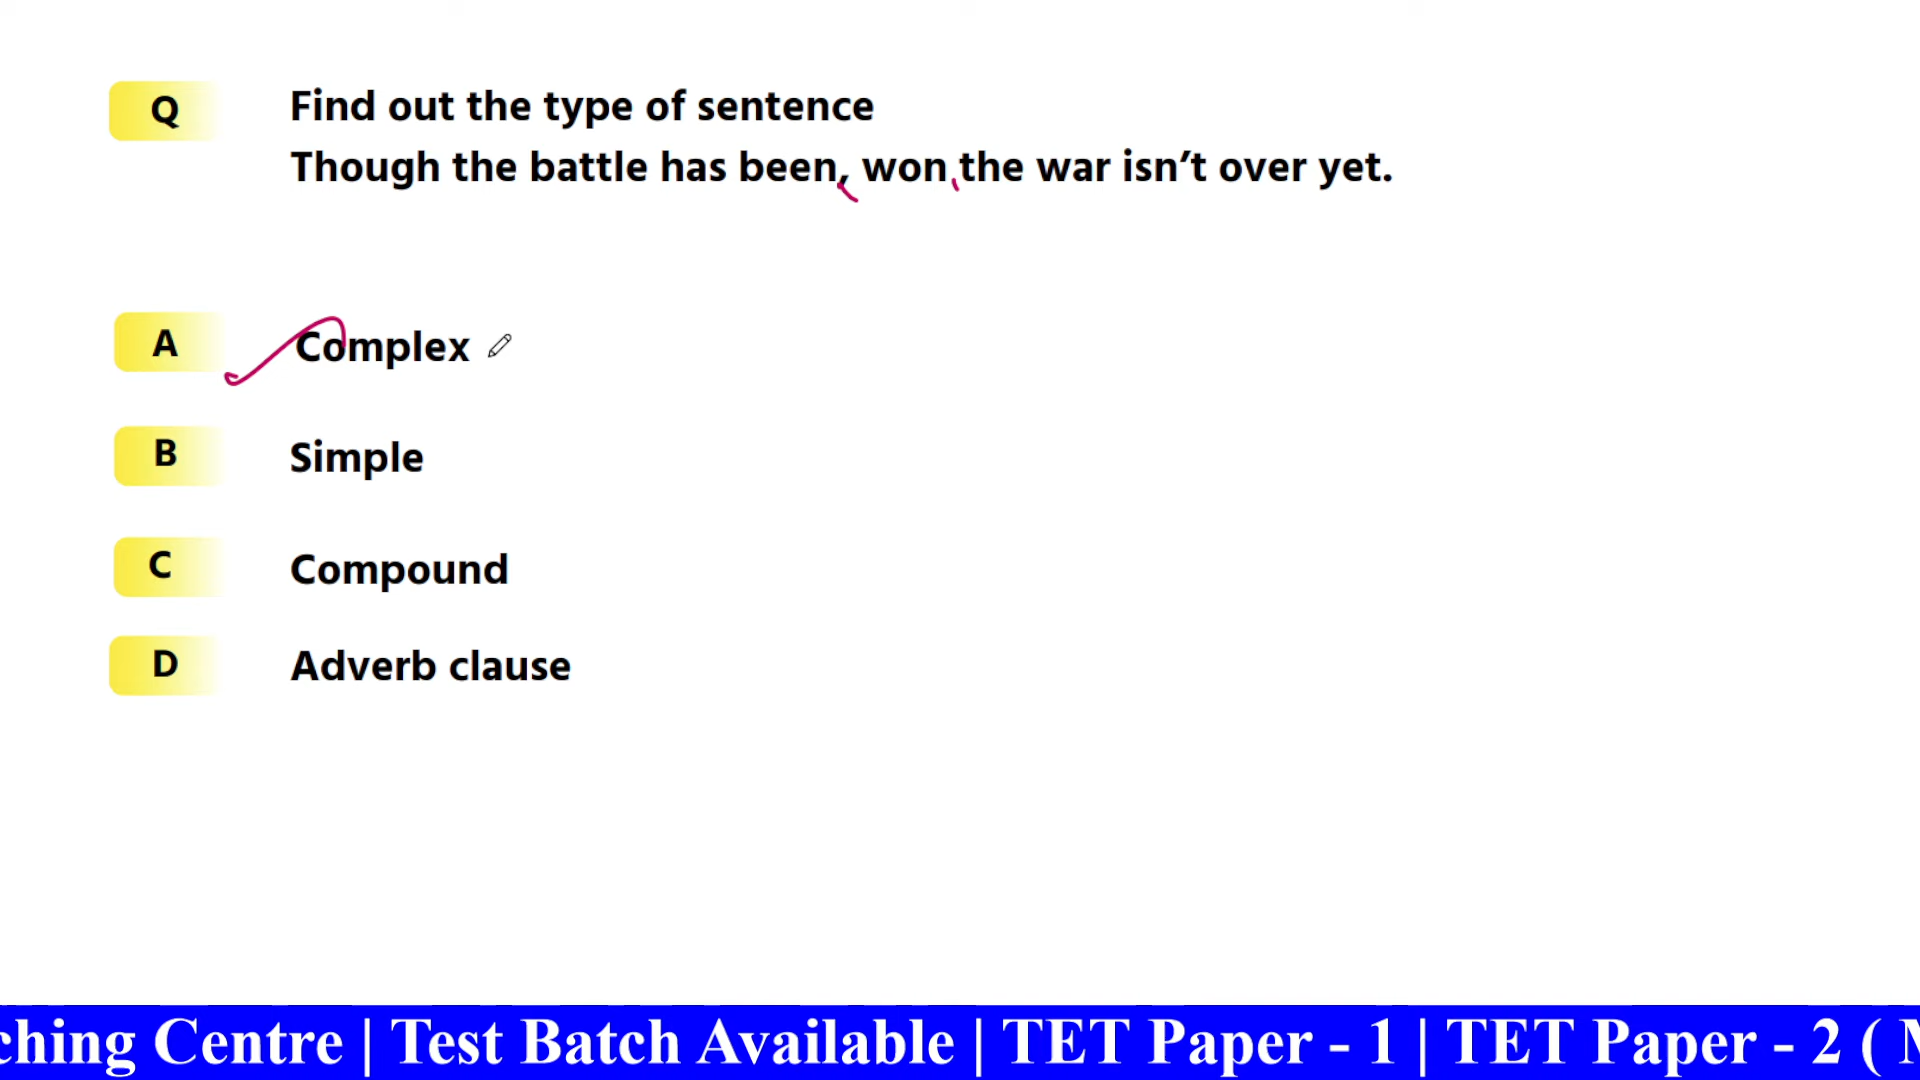 Q Find out the type of sentence
Though the battle has been, won the war isn’t over yet.
A Complex
B Simple
C Compound
D Adverb clause
ching Centre | Test Batch Available | TET Paper - 1 | TET Paper - 2 (